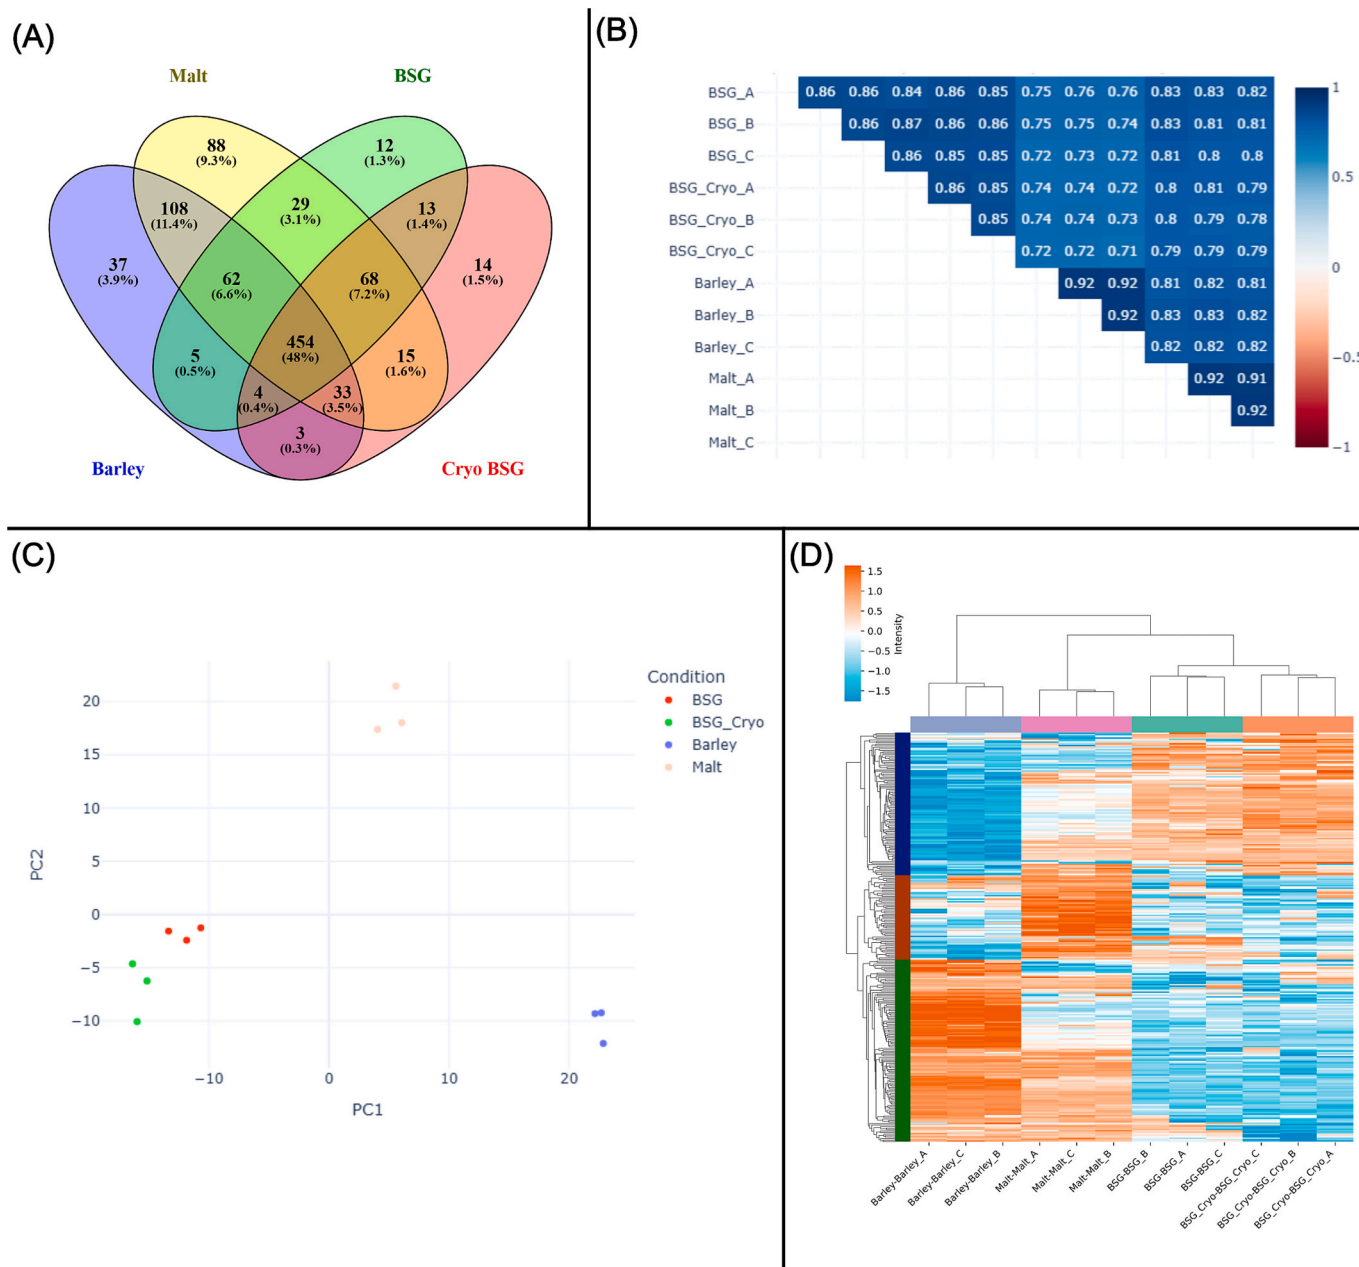 (A)
Malt
BSG
88
(9.3%)
12
(1.3%)
108
(11.4%)
29
(3.1%)
13
(1.4%)
37
(3.9%)
62
(6.6%)
68
(7.2%)
14
(1.5%)
454
(48%)
5
(0.5%)
15
(1.6%)
4
(0.4%)
33
(3.5%)
3
(0.3%)
Barley
Cryo BSG
(B)
BSG_A 0.86 0.86 0.84 0.86 0.85 0.75 0.76 0.76 0.83 0.83 0.82
BSG_B 0.86 0.87 0.86 0.86 0.75 0.75 0.74 0.83 0.81 0.81
BSG_C 0.86 0.85 0.85 0.72 0.73 0.72 0.81 0.8 0.8
BSG_Cryo_A 0.86 0.85 0.74 0.74 0.72 0.8 0.81 0.79
BSG_Cryo_B 0.85 0.74 0.74 0.73 0.8 0.79 0.78
BSG_Cryo_C 0.72 0.72 0.71 0.79 0.79 0.79
Barley_A 0.92 0.92 0.81 0.82 0.81
Barley_B 0.92 0.83 0.83 0.82
Barley_C 0.82 0.82 0.82
Malt_A 0.92 0.91
Malt_B 0.92
Malt_C
1
0.5
0
−0.5
−1
(C)
Condition
BSG
BSG_Cryo
Barley
Malt
PC2
20
15
10
5
0
−5
−10
−10 0 10 20
PC1
(D)
1.5
1.0
0.5
0.0
−0.5
−1.0
−1.5
Intensity
Barley-Barley_A
Barley-Barley_C
Barley-Barley_B
Malt-Malt_A
Malt-Malt_C
Malt-Malt_B
BSG-BSG_B
BSG-BSG_A
BSG-BSG_C
BSG_Cryo-BSG_Cryo_C
BSG_Cryo-BSG_Cryo_B
BSG_Cryo-BSG_Cryo_A